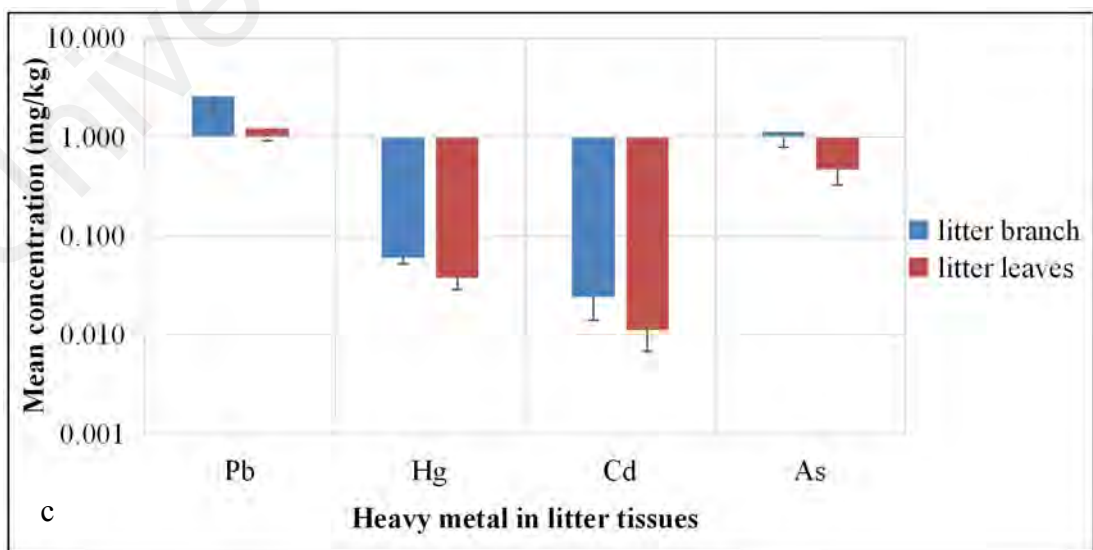 10.000
1.000
0.100
0.010
0.001
Mean concentration (mg/kg)
Pb Hg Cd As
Heavy metal in litter tissues
litter branch
litter leaves
c